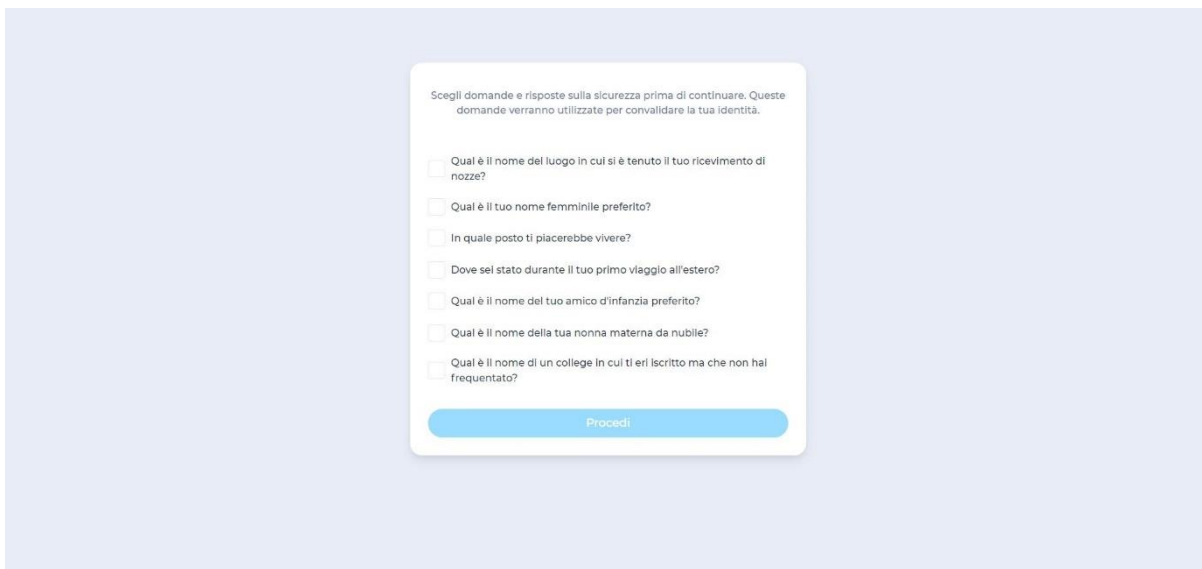 Scegli domande e risposte sulla sicurezza prima di continuare. Queste
domande verranno utilizzate per convalidare la tua identità.
Qual è il nome del luogo in cui si è tenuto il tuo ricevimento di
nozze?
Qual è il tuo nome femminile preferito?
In quale posto ti piacerebbe vivere?
Dove sei stato durante il tuo primo viaggio all'estero?
Qual è il nome del tuo amico d'infanzia preferito?
Qual è il nome della tua nonna materna da nubile?
Qual è il nome di un college in cui ti eri iscritto ma che non hai
frequentato?
Procedi